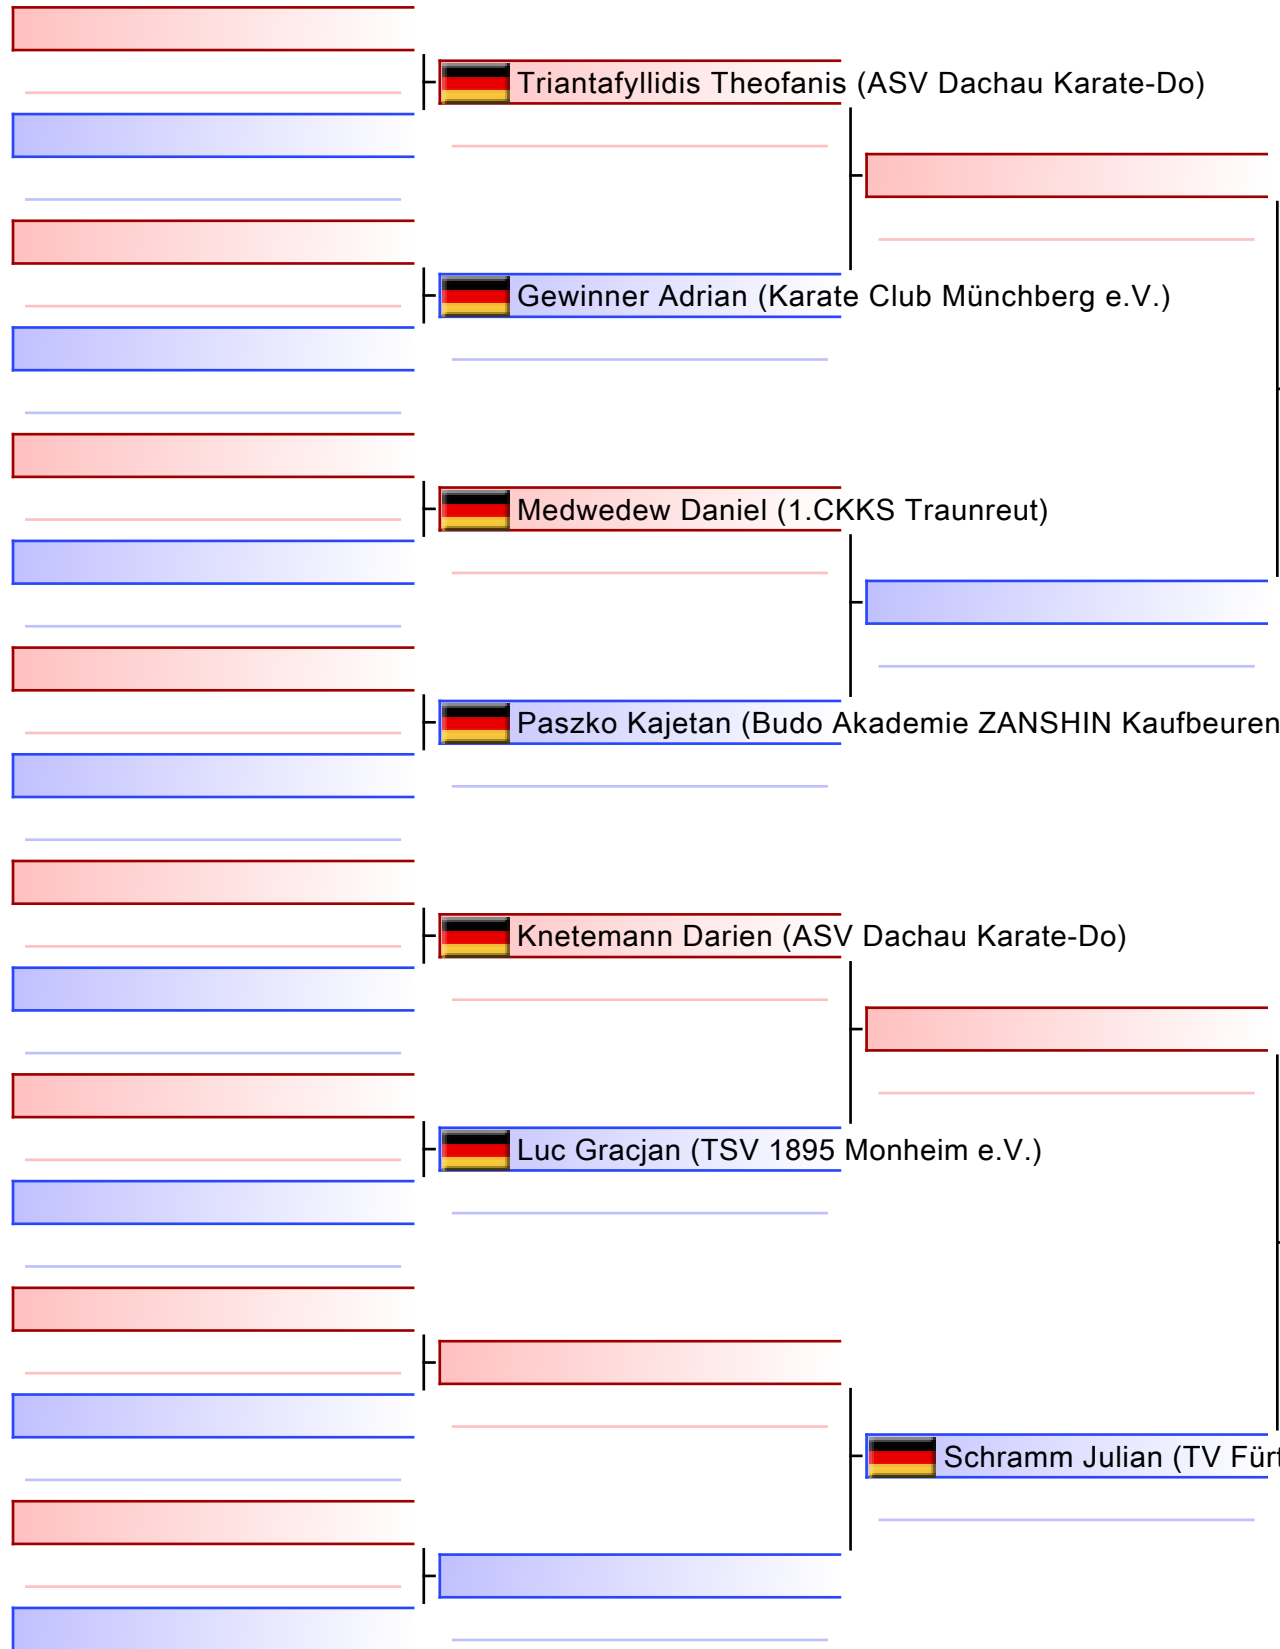 Triantafyllidis Theofanis (ASV Dachau Karate-Do)
Gewinner Adrian (Karate Club Münchberg e.V.)
Medwedew Daniel (1.CKKS Traunreut)
Paszko Kajetan (Budo Akademie ZANSHIN Kaufbeuren
Knetemann Darien (ASV Dachau Karate-Do)
Luc Gracjan (TSV 1895 Monheim e.V.)
Schramm Julian (TV